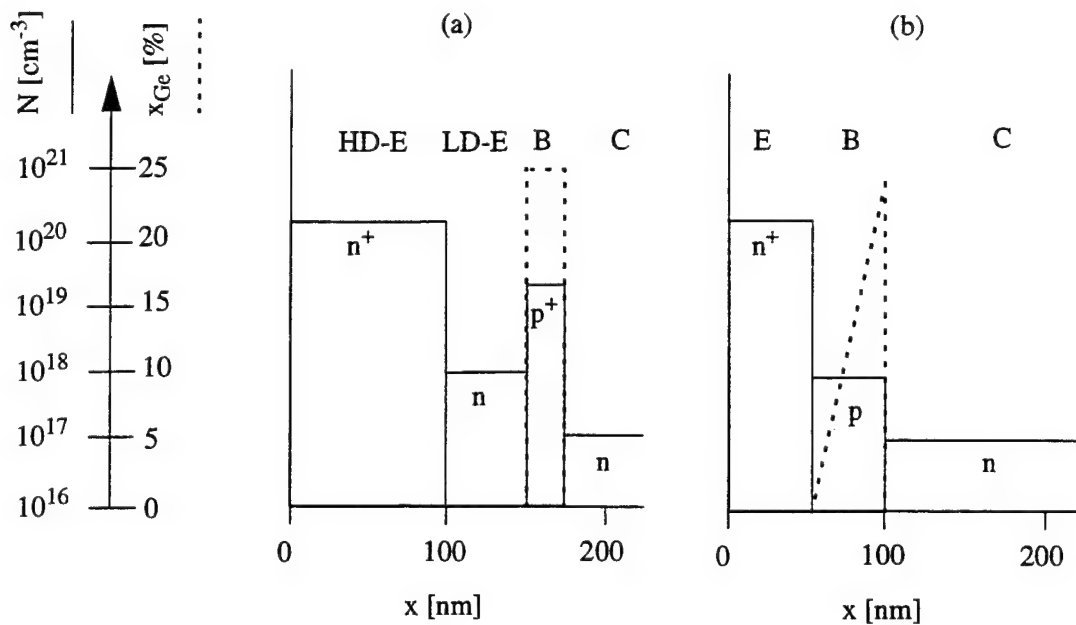 N [cm⁻³]
x_Ge [%]
10²¹ 25
10²⁰ 20
10¹⁹ 15
10¹⁸ 10
10¹⁷ 5
10¹⁶ 0
(a)
HD-E LD-E B C
n⁺
n
p⁺
n
0 100 200
x [nm]
(b)
E B C
n⁺
p
n
0 100 200
x [nm]